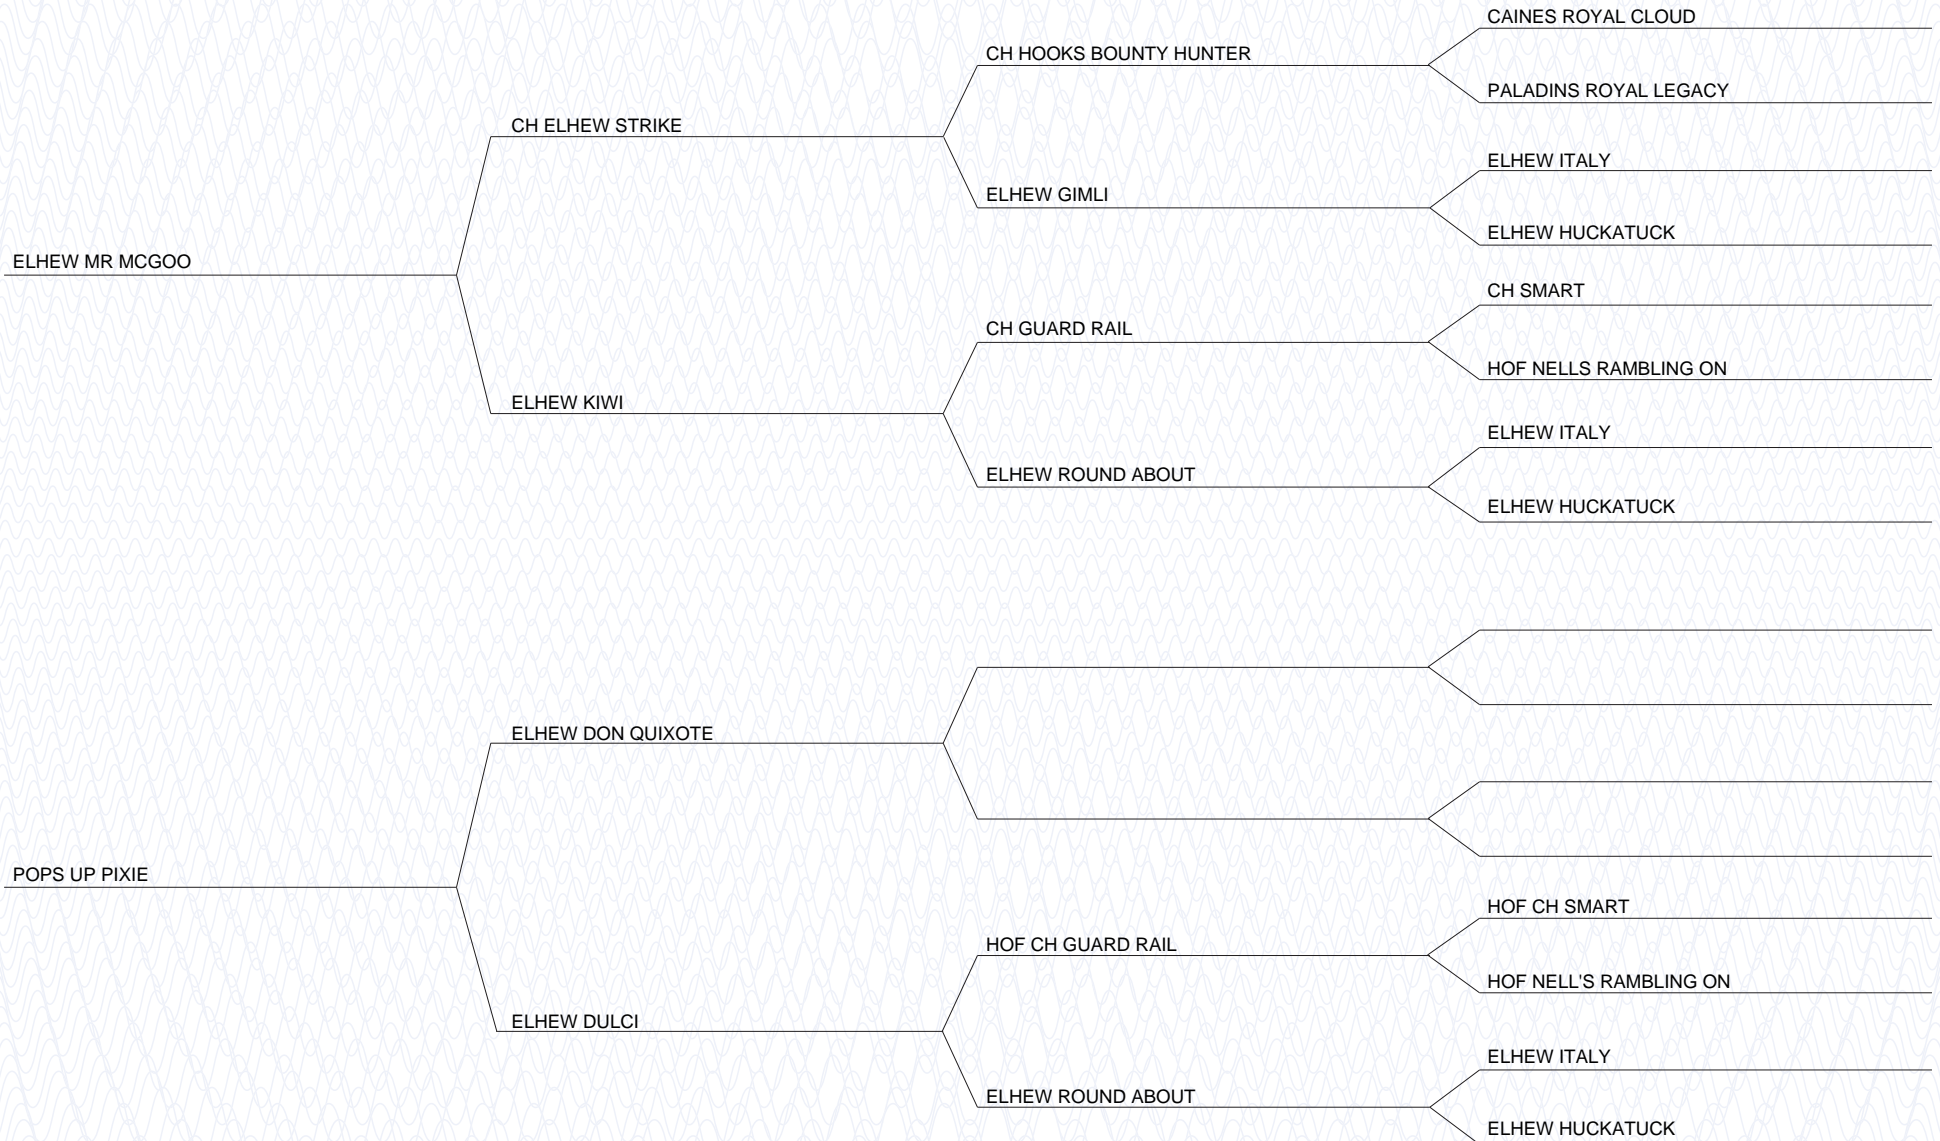 CAINES ROYAL CLOUD
CH HOOKS BOUNTY HUNTER
PALADINS ROYAL LEGACY
CH ELHEW STRIKE
ELHEW ITALY
ELHEW GIMLI
ELHEW HUCKATUCK
ELHEW MR MCGOO
CH SMART
CH GUARD RAIL
HOF NELLS RAMBLING ON
ELHEW KIWI
ELHEW ITALY
ELHEW ROUND ABOUT
ELHEW HUCKATUCK
ELHEW DON QUIXOTE
POPS UP PIXIE
HOF CH SMART
HOF CH GUARD RAIL
HOF NELL'S RAMBLING ON
ELHEW DULCI
ELHEW ITALY
ELHEW ROUND ABOUT
ELHEW HUCKATUCK